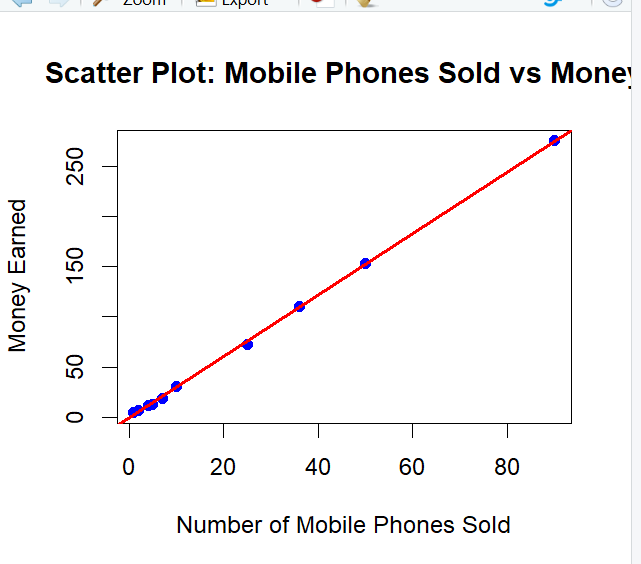 Zoom Export
Scatter Plot: Mobile Phones Sold vs Money
Money Earned
250
150
50
0
0 20 40 60 80
Number of Mobile Phones Sold